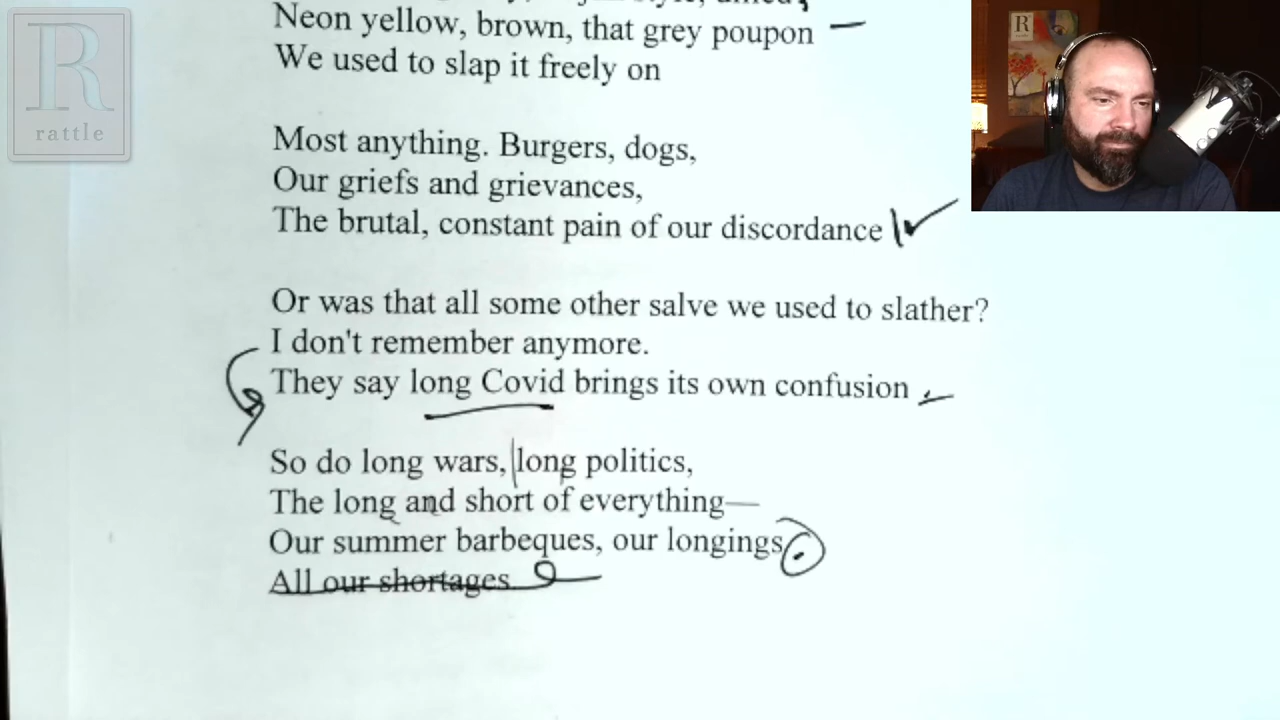 R
rattle
Neon yellow, brown, that grey poupon
We used to slap it freely on
Most anything. Burgers, dogs,
Our griefs and grievances,
The brutal, constant pain of our discordance
Or was that all some other salve we used to slather?
I don't remember anymore.
They say long Covid brings its own confusion
So do long wars, long politics,
The long and short of everything—
Our summer barbeques, our longings.
All our shortages
R